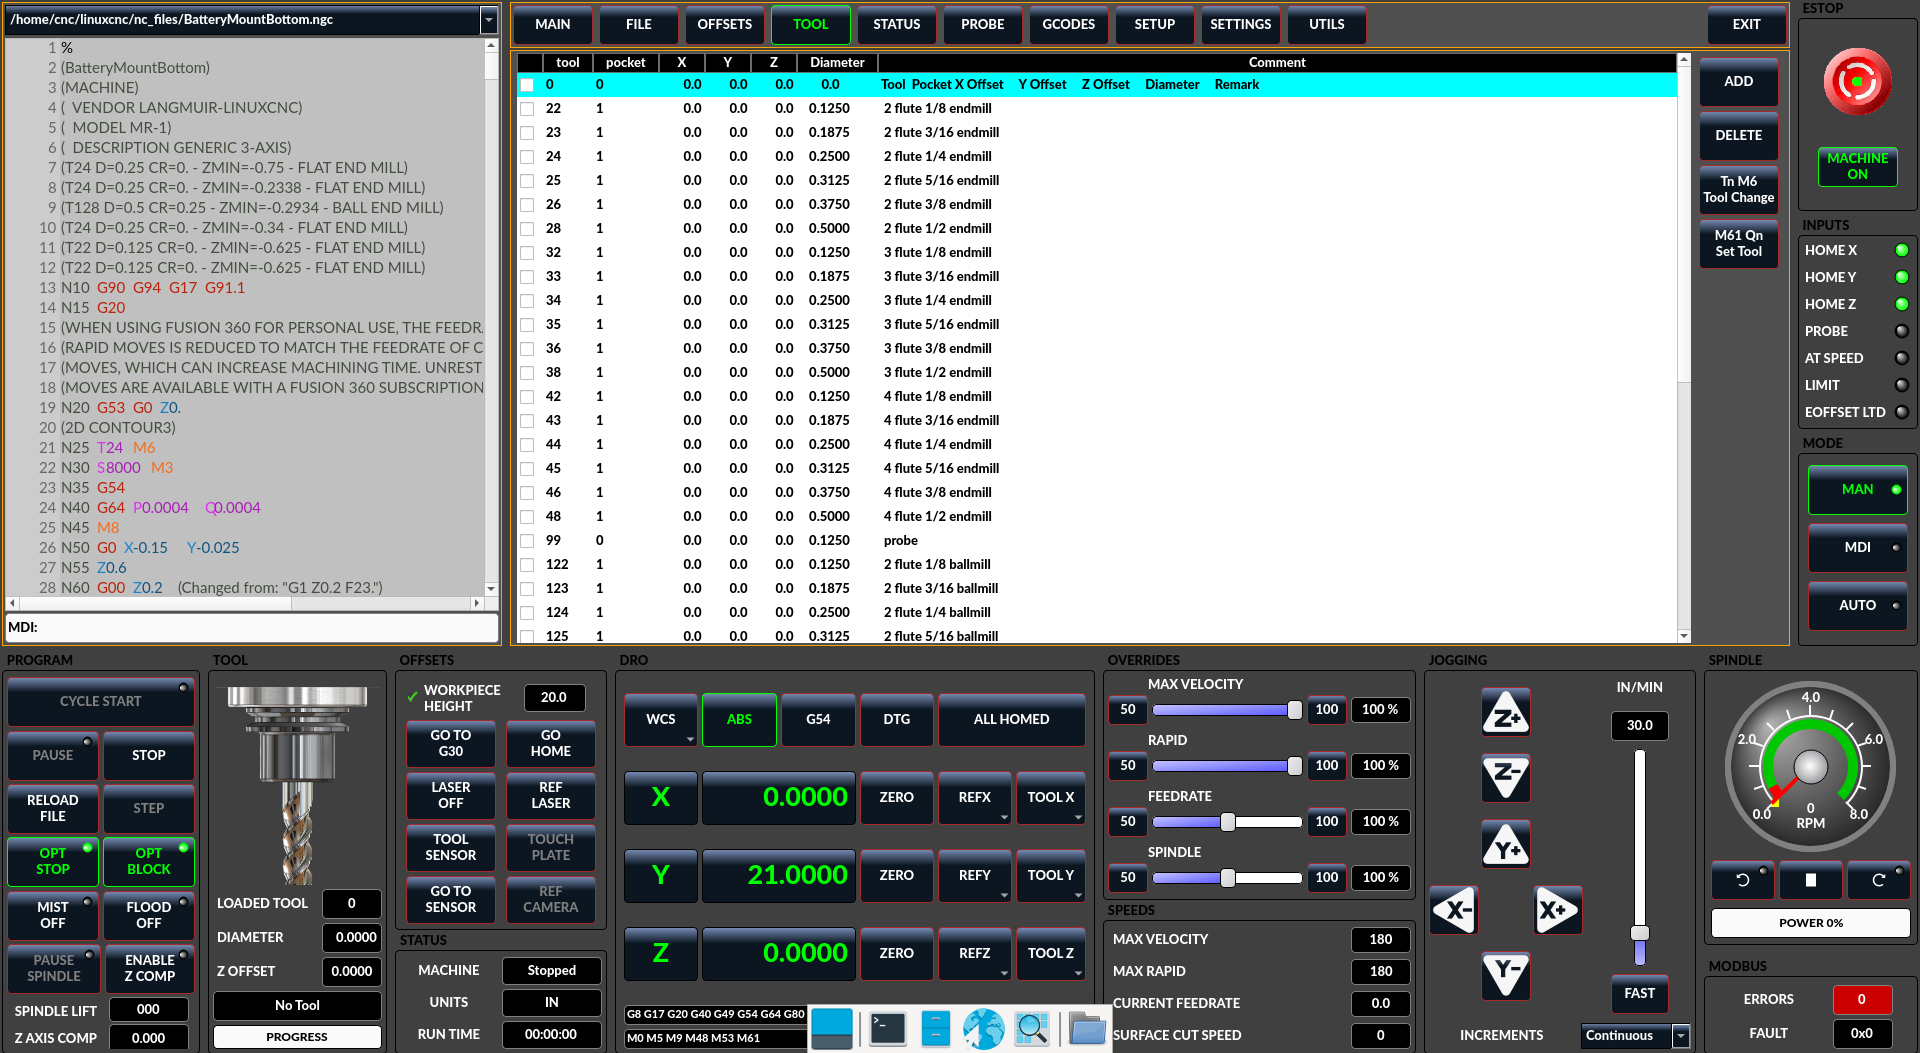 /home/cnc/linuxcnc/nc_files/BatteryMountBottom.ngc
1 %
2 (BatteryMountBottom)
3 (MACHINE)
4 (  VENDOR LANGMUIR-LINUXCNC)
5 (  MODEL MR-1)
6 (  DESCRIPTION GENERIC 3-AXIS)
7 (T24 D=0.25 CR=0. - ZMIN=-0.75 - FLAT END MILL)
8 (T24 D=0.25 CR=0. - ZMIN=-0.2338 - FLAT END MILL)
9 (T128 D=0.5 CR=0.25 - ZMIN=-0.2934 - BALL END MILL)
10 (T24 D=0.25 CR=0. - ZMIN=-0.34 - FLAT END MILL)
11 (T22 D=0.125 CR=0. - ZMIN=-0.625 - FLAT END MILL)
12 (T22 D=0.125 CR=0. - ZMIN=-0.625 - FLAT END MILL)
13 N10 G90 G94 G17 G91.1
14 N15 G20
15 (WHEN USING FUSION 360 FOR PERSONAL USE, THE FEEDR
16 (RAPID MOVES IS REDUCED TO MATCH THE FEEDRATE OF C
17 (MOVES, WHICH CAN INCREASE MACHINING TIME. UNREST
18 (MOVES ARE AVAILABLE WITH A FUSION 360 SUBSCRIPTION
19 N20 G53 G0 Z0.
20 (2D CONTOUR3)
21 N25 T24 M6
22 N30 S8000 M3
23 N35 G54
24 N40 G64 P0.0004 Q0.0004
25 N45 M8
26 N50 G0 X-0.15 Y-0.025
27 N55 Z0.6
28 N60 G00 Z0.2 (Changed from: "G1 Z0.2 F23.")
MDI:
MAIN FILE OFFSETS TOOL STATUS PROBE GCODES SETUP SETTINGS UTILS EXIT
tool pocket X Y Z Diameter Comment
0 0 0.0 0.0 0.0 0.0 Tool Pocket X Offset Y Offset Z Offset Diameter Remark
22 1 0.0 0.0 0.0 0.1250 2 flute 1/8 endmill
23 1 0.0 0.0 0.0 0.1875 2 flute 3/16 endmill
24 1 0.0 0.0 0.0 0.2500 2 flute 1/4 endmill
25 1 0.0 0.0 0.0 0.3125 2 flute 5/16 endmill
26 1 0.0 0.0 0.0 0.3750 2 flute 3/8 endmill
28 1 0.0 0.0 0.0 0.5000 2 flute 1/2 endmill
32 1 0.0 0.0 0.0 0.1250 3 flute 1/8 endmill
33 1 0.0 0.0 0.0 0.1875 3 flute 3/16 endmill
34 1 0.0 0.0 0.0 0.2500 3 flute 1/4 endmill
35 1 0.0 0.0 0.0 0.3125 3 flute 5/16 endmill
36 1 0.0 0.0 0.0 0.3750 3 flute 3/8 endmill
38 1 0.0 0.0 0.0 0.5000 3 flute 1/2 endmill
42 1 0.0 0.0 0.0 0.1250 4 flute 1/8 endmill
43 1 0.0 0.0 0.0 0.1875 4 flute 3/16 endmill
44 1 0.0 0.0 0.0 0.2500 4 flute 1/4 endmill
45 1 0.0 0.0 0.0 0.3125 4 flute 5/16 endmill
46 1 0.0 0.0 0.0 0.3750 4 flute 3/8 endmill
48 1 0.0 0.0 0.0 0.5000 4 flute 1/2 endmill
99 0 0.0 0.0 0.0 0.1250 probe
122 1 0.0 0.0 0.0 0.1250 2 flute 1/8 ballmill
123 1 0.0 0.0 0.0 0.1875 2 flute 3/16 ballmill
124 1 0.0 0.0 0.0 0.2500 2 flute 1/4 ballmill
125 1 0.0 0.0 0.0 0.3125 2 flute 5/16 ballmill
ADD
DELETE
Tn M6
Tool Change
M61 Qn
Set Tool
ESTOP
MACHINE
ON
INPUTS
HOME X
HOME Y
HOME Z
PROBE
AT SPEED
LIMIT
EOFFSET LTD
MODE
MAN
MDI
AUTO
PROGRAM
CYCLE START
PAUSE STOP
RELOAD
FILE
STEP
OPT
STOP
OPT
BLOCK
MIST
OFF
FLOOD
OFF
PAUSE
SPINDLE
ENABLE
Z COMP
SPINDLE LIFT 000
Z AXIS COMP 0.000
TOOL
LOADED TOOL 0
DIAMETER 0.0000
Z OFFSET 0.0000
No Tool
PROGRESS
OFFSETS
WORKPIECE
HEIGHT
20.0
GO TO
G30
GO
HOME
LASER
OFF
REF
LASER
TOOL
SENSOR
TOUCH
PLATE
GO TO
SENSOR
REF
CAMERA
STATUS
MACHINE Stopped
UNITS IN
RUN TIME 00:00:00
DRO
WCS ABS G54 DTG ALL HOMED
X 0.0000 ZERO REFX TOOL X
Y 21.0000 ZERO REFY TOOL Y
Z 0.0000 ZERO REFZ TOOL Z
G8 G17 G20 G40 G49 G54 G64 G80
M0 M5 M9 M48 M53 M61
OVERRIDES
MAX VELOCITY
50 100 100 %
RAPID
50 100 100 %
FEEDRATE
50 100 100 %
SPINDLE
50 100 100 %
SPEEDS
MAX VELOCITY 180
MAX RAPID 180
CURRENT FEEDRATE 0.0
SURFACE CUT SPEED 0
JOGGING
IN/MIN
30.0
Z+
Z-
Y+
X- X+
Y-
FAST
INCREMENTS Continuous
SPINDLE
4.0
2.0 6.0
0.0 0 8.0
RPM
POWER 0%
MODBUS
ERRORS 0
FAULT 0x0